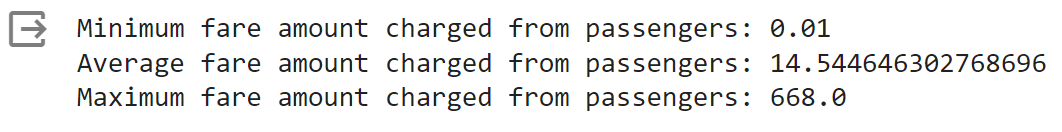 Minimum fare amount charged from passengers: 0.01
Average fare amount charged from passengers: 14.544646302768696
Maximum fare amount charged from passengers: 668.0